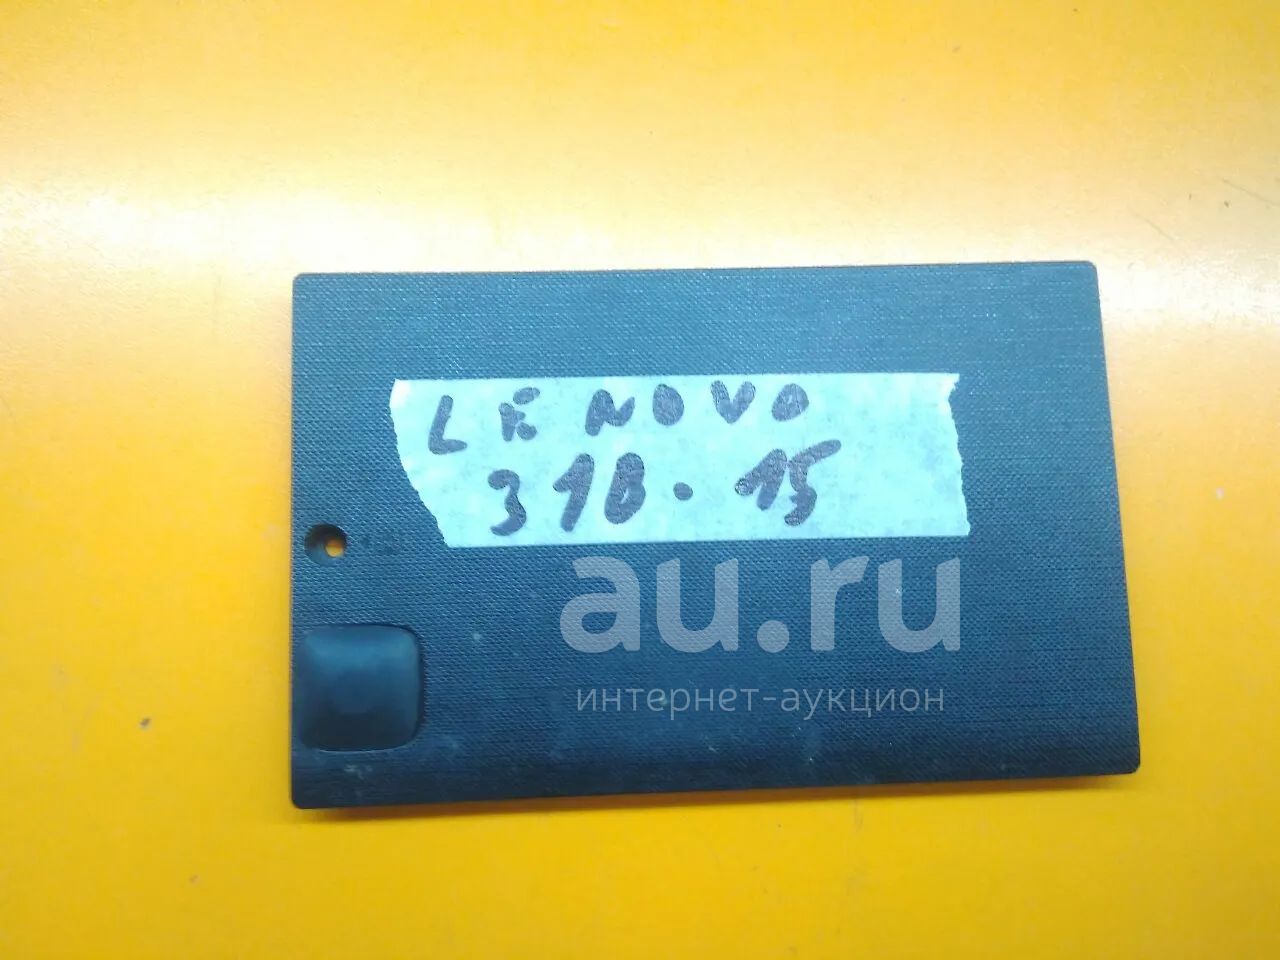 LENOVO
310.15
au.ru
интернет-аукцион